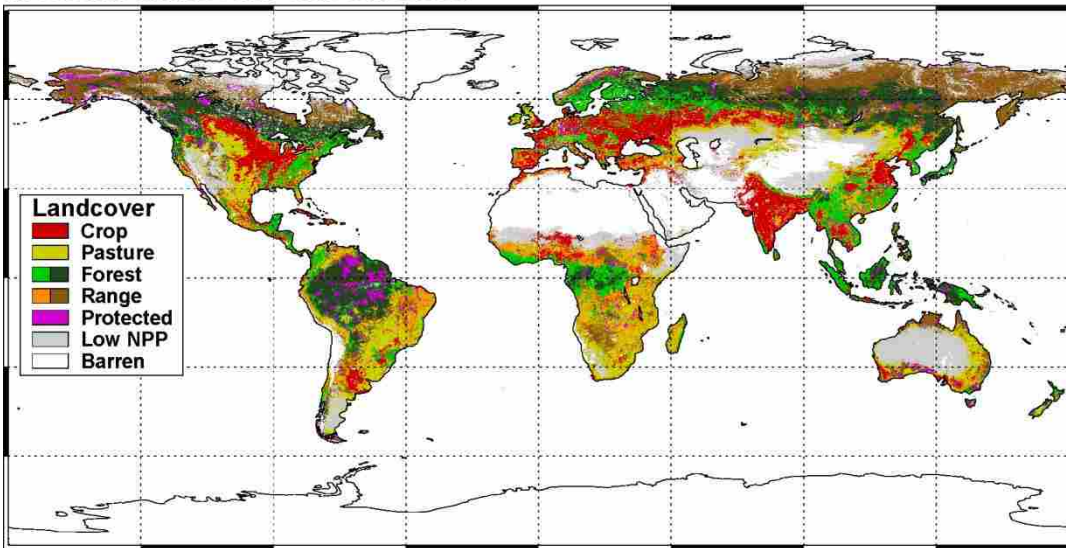 Landcover
Crop
Pasture
Forest
Range
Protected
Low NPP
Barren